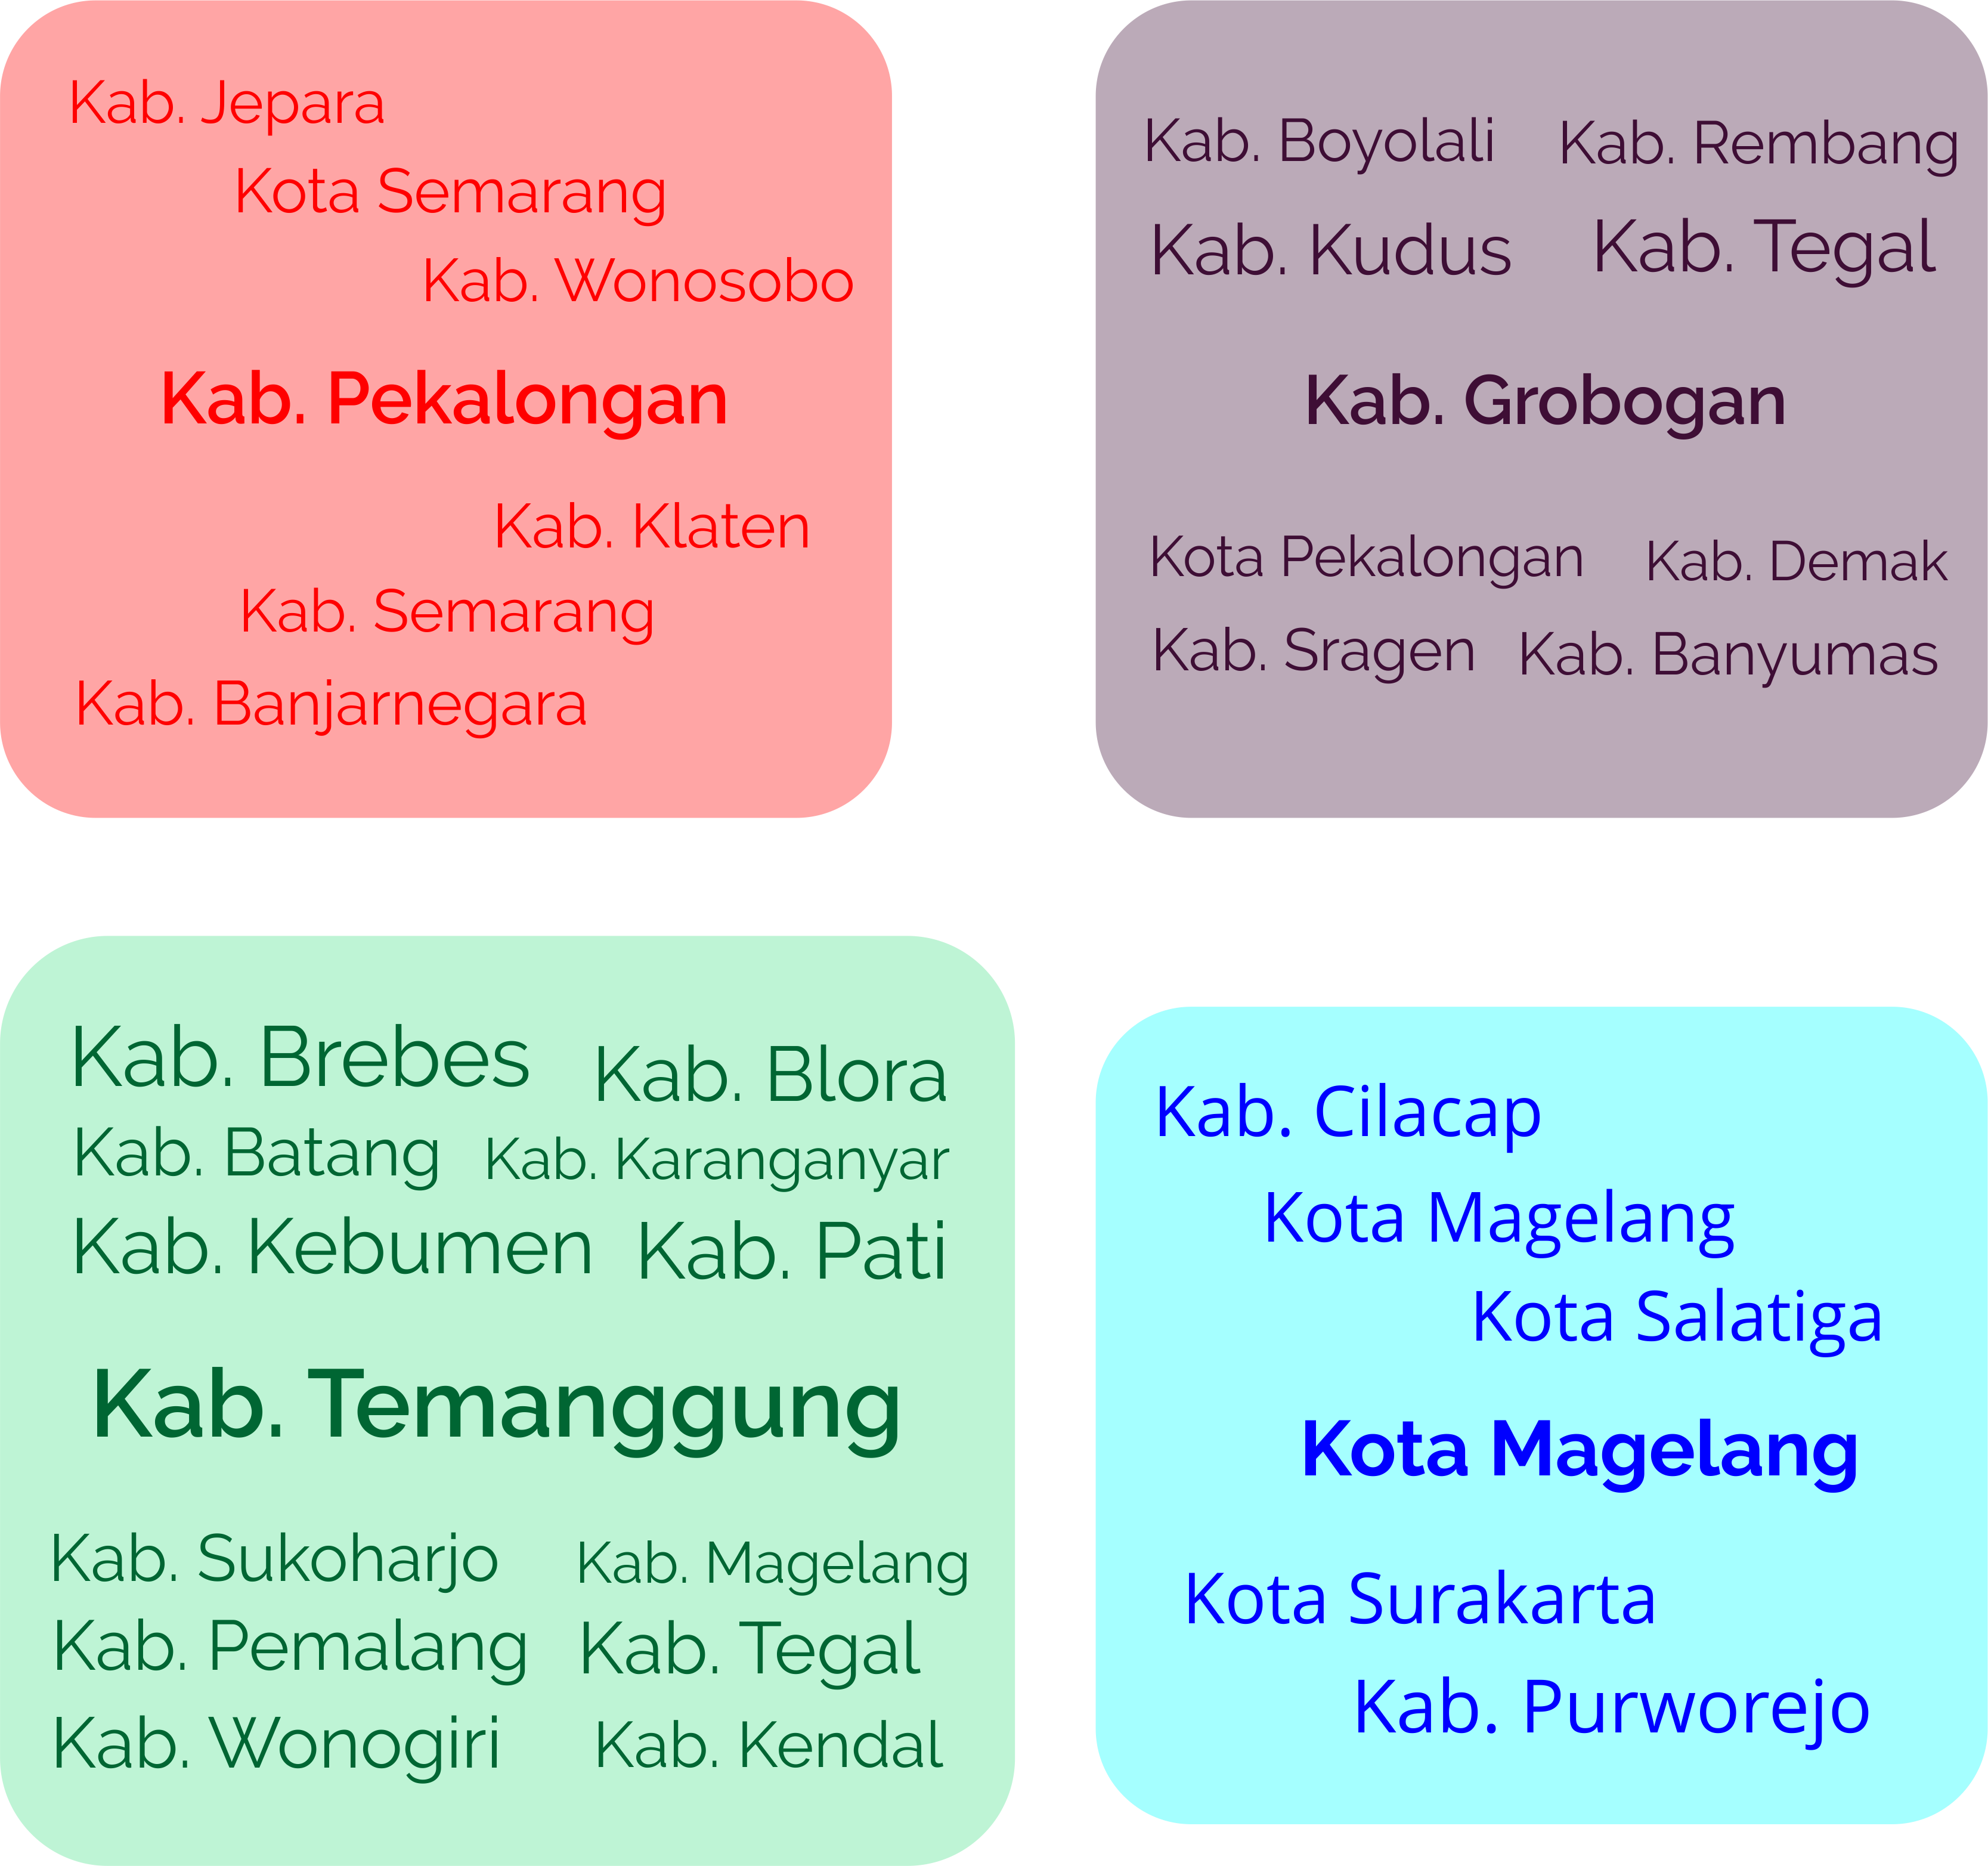 Kab. Jepara
Kota Semarang
Kab. Wonosobo
Kab. Pekalongan
Kab. Klaten
Kab. Semarang
Kab. Banjarnegara
Kab. Boyolali
Kab. Rembang
Kab. Kudus
Kab. Tegal
Kab. Grobogan
Kota Pekalongan
Kab. Demak
Kab. Sragen
Kab. Banyumas
Kab. Brebes
Kab. Blora
Kab. Batang
Kab. Karanganyar
Kab. Kebumen
Kab. Pati
Kab. Temanggung
Kab. Sukoharjo
Kab. Magelang
Kab. Pemalang
Kab. Tegal
Kab. Wonogiri
Kab. Kendal
Kab. Cilacap
Kota Magelang
Kota Salatiga
Kota Magelang
Kota Surakarta
Kab. Purworejo